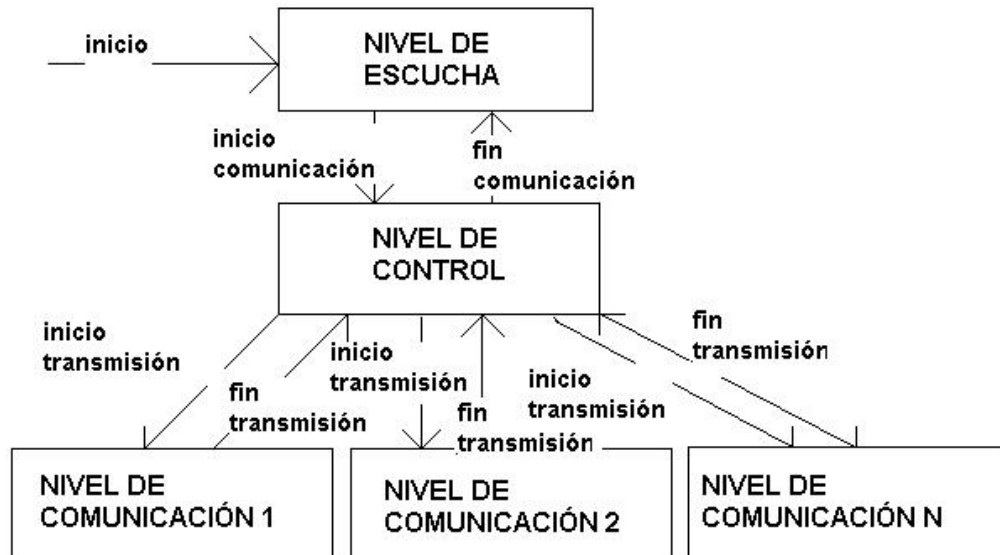 inicio
NIVEL DE
ESCUCHA
inicio
comunicación
fin
comunicación
NIVEL DE
CONTROL
inicio
transmisión
fin
transmisión
inicio
transmisión
fin
transmisión
inicio
transmisión
fin
transmisión
NIVEL DE
COMUNICACIÓN 1
NIVEL DE
COMUNICACIÓN 2
NIVEL DE
COMUNICACIÓN N